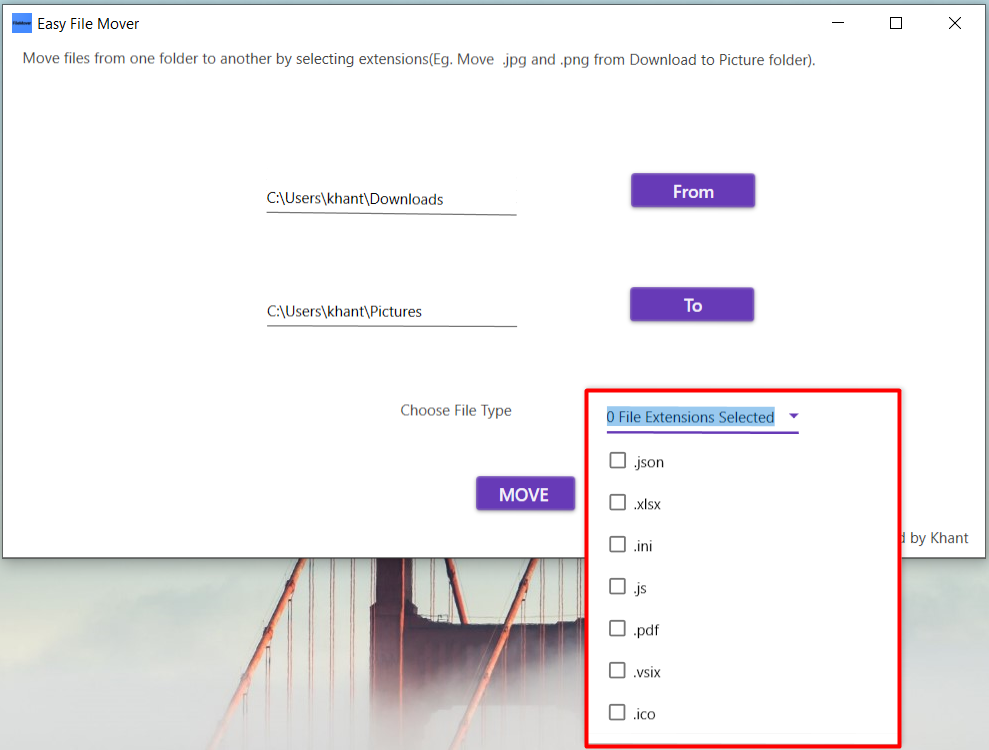 Easy File Mover
Move files from one folder to another by selecting extensions(Eg. Move .jpg and .png from Download to Picture folder).
C:\Users\khant\Downloads
From
C:\Users\khant\Pictures
To
Choose File Type
0 File Extensions Selected
.json
.xlsx
MOVE
.ini
by Khant
.js
.pdf
.vsix
.ico